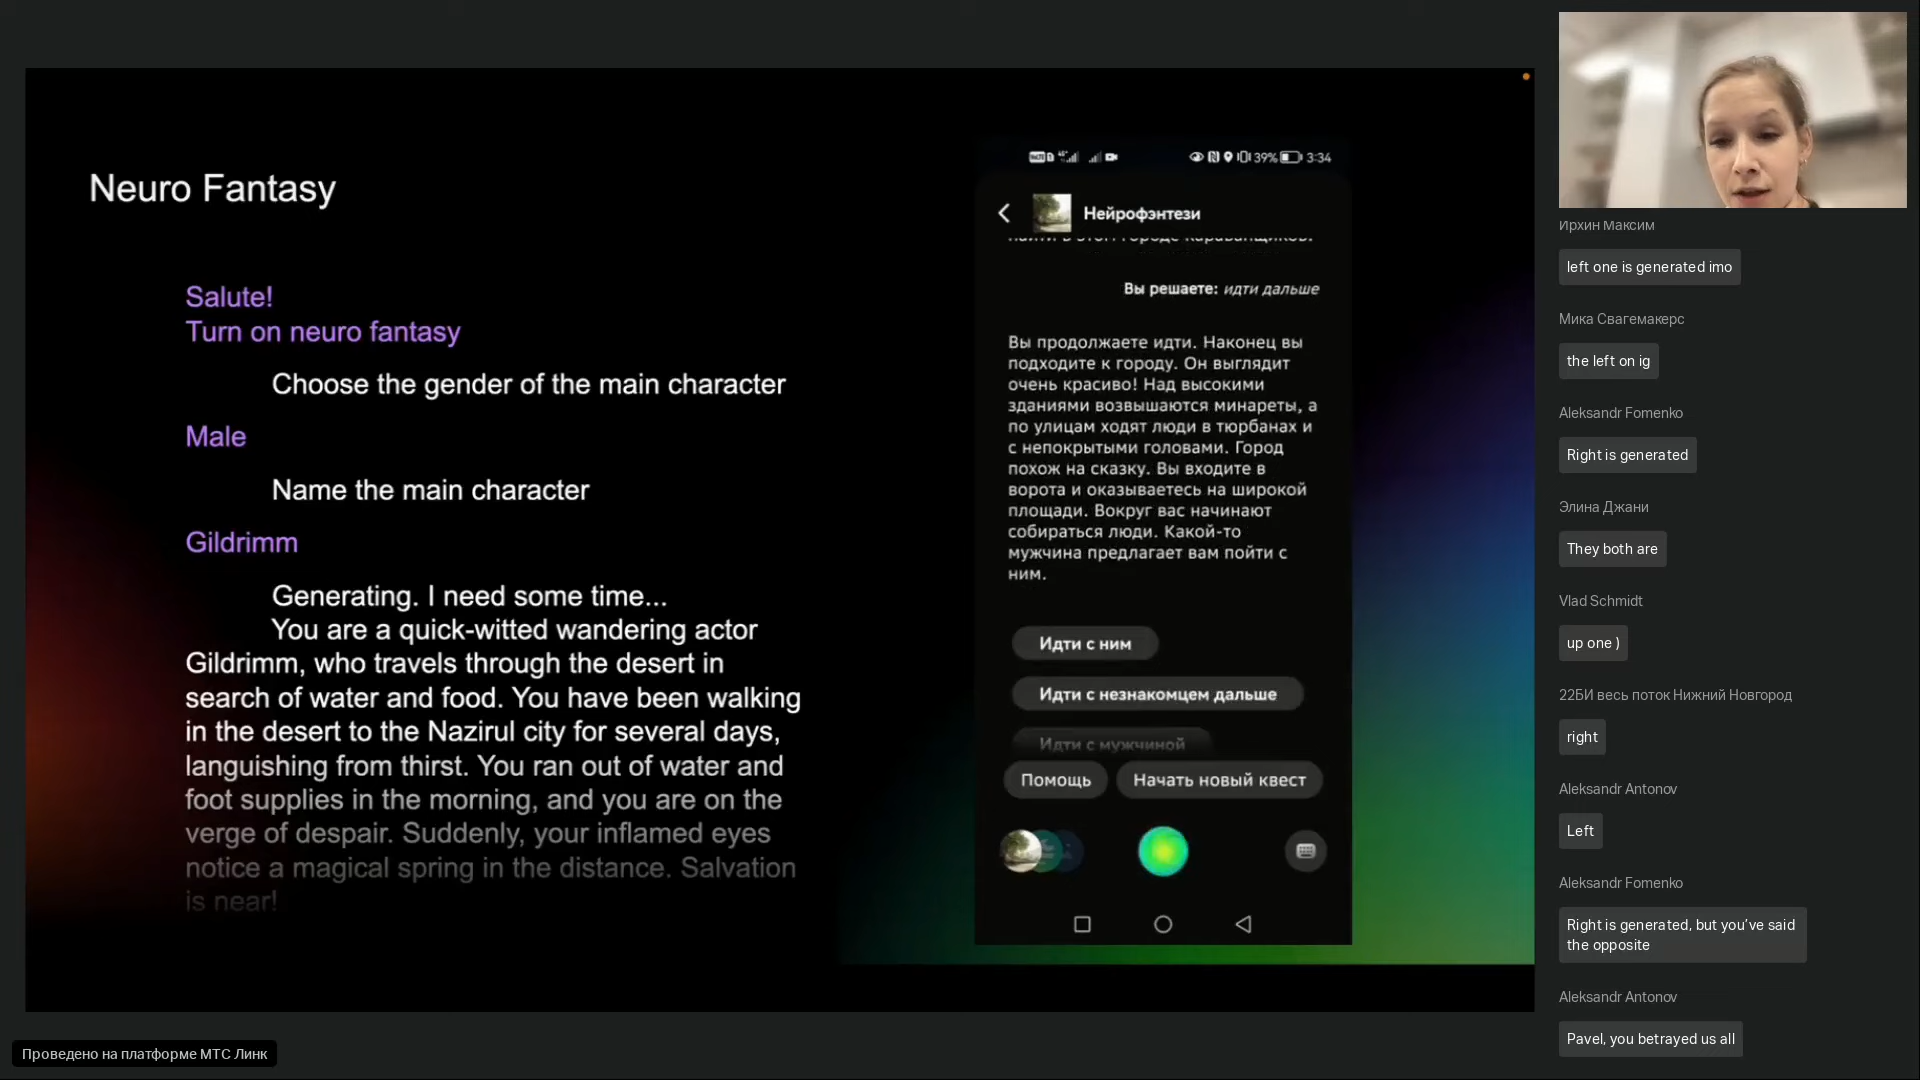 Neuro Fantasy
Salute!
Turn on neuro fantasy
Choose the gender of the main character
Male
Name the main character
Gildrimm
Generating. I need some time...
You are a quick-witted wandering actor
Gildrimm, who travels through the desert in
search of water and food. You have been walking
in the desert to the Nazirul city for several days,
languishing from thirst. You ran out of water and
foot supplies in the morning, and you are on the
verge of despair. Suddenly, your inflamed eyes
notice a magical spring in the distance. Salvation
is near!
39% 3:34
Нейрофэнтези
найти в этом городе караванщиков.
Вы решаете: идти дальше
Вы продолжаете идти. Наконец вы
подходите к городу. Он выглядит
очень красиво! Над высокими
зданиями возвышаются минареты, а
по улицам ходят люди в тюрбанах и
с непокрытыми головами. Город
похож на сказку. Вы входите в
ворота и оказываетесь на широкой
площади. Вокруг вас начинают
собираться люди. Какой-то
мужчина предлагает вам пойти с
ним.
Идти с ним
Идти с незнакомцем дальше
Идти с мужчиной
Помощь
Начать новый квест
Ирхин Максим
left one is generated imo
Мика Свагемакерс
the left on ig
Aleksandr Fomenko
Right is generated
Элина Джани
They both are
Vlad Schmidt
up one )
22БИ весь поток Нижний Новгород
right
Aleksandr Antonov
Left
Aleksandr Fomenko
Right is generated, but you've said
the opposite
Aleksandr Antonov
Pavel, you betrayed us all
Проведено на платформе МТС Линк